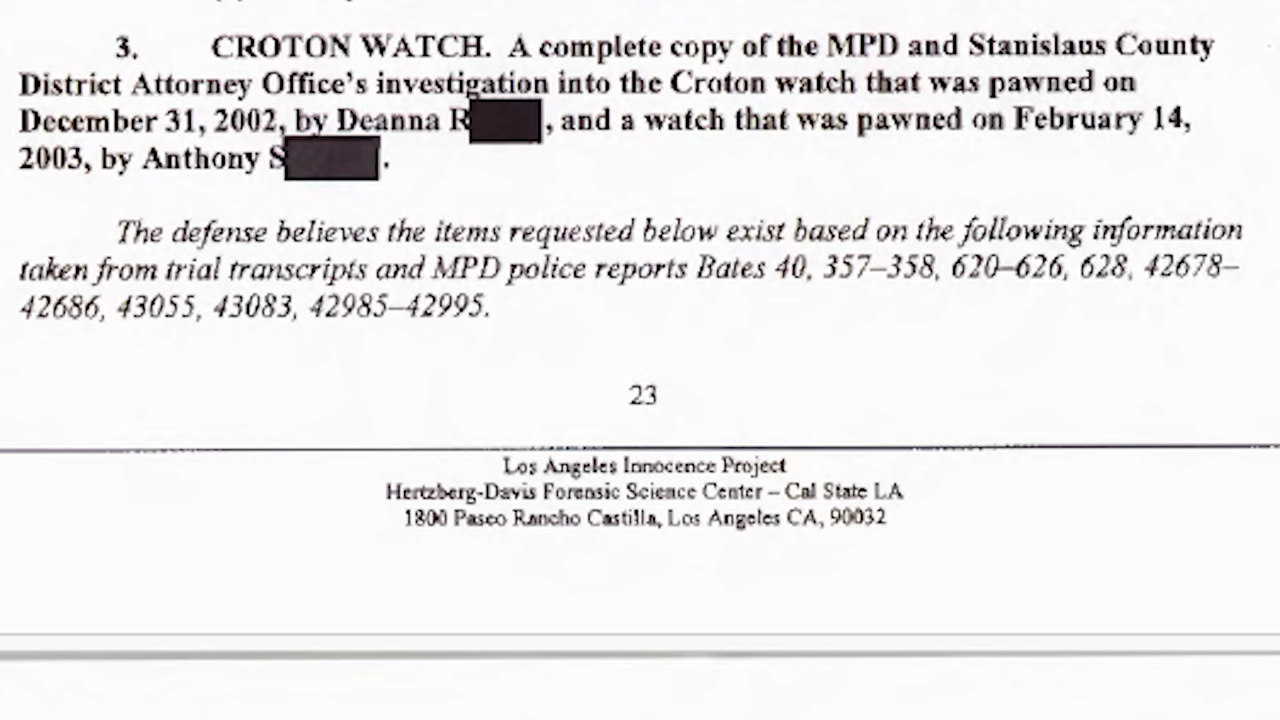 3. CROTON WATCH. A complete copy of the MPD and Stanislaus County
District Attorney Office's investigation into the Croton watch that was pawned on
December 31, 2002, by Deanna R , and a watch that was pawned on February 14,
2003, by Anthony S .
The defense believes the items requested below exist based on the following information
taken from trial transcripts and MPD police reports Bates 40, 357–358, 620–626, 628, 42678–
42686, 43055, 43083, 42985–42995.
23
Los Angeles Innocence Project
Hertzberg-Davis Forensic Science Center – Cal State LA
1800 Paseo Rancho Castilla, Los Angeles CA, 90032